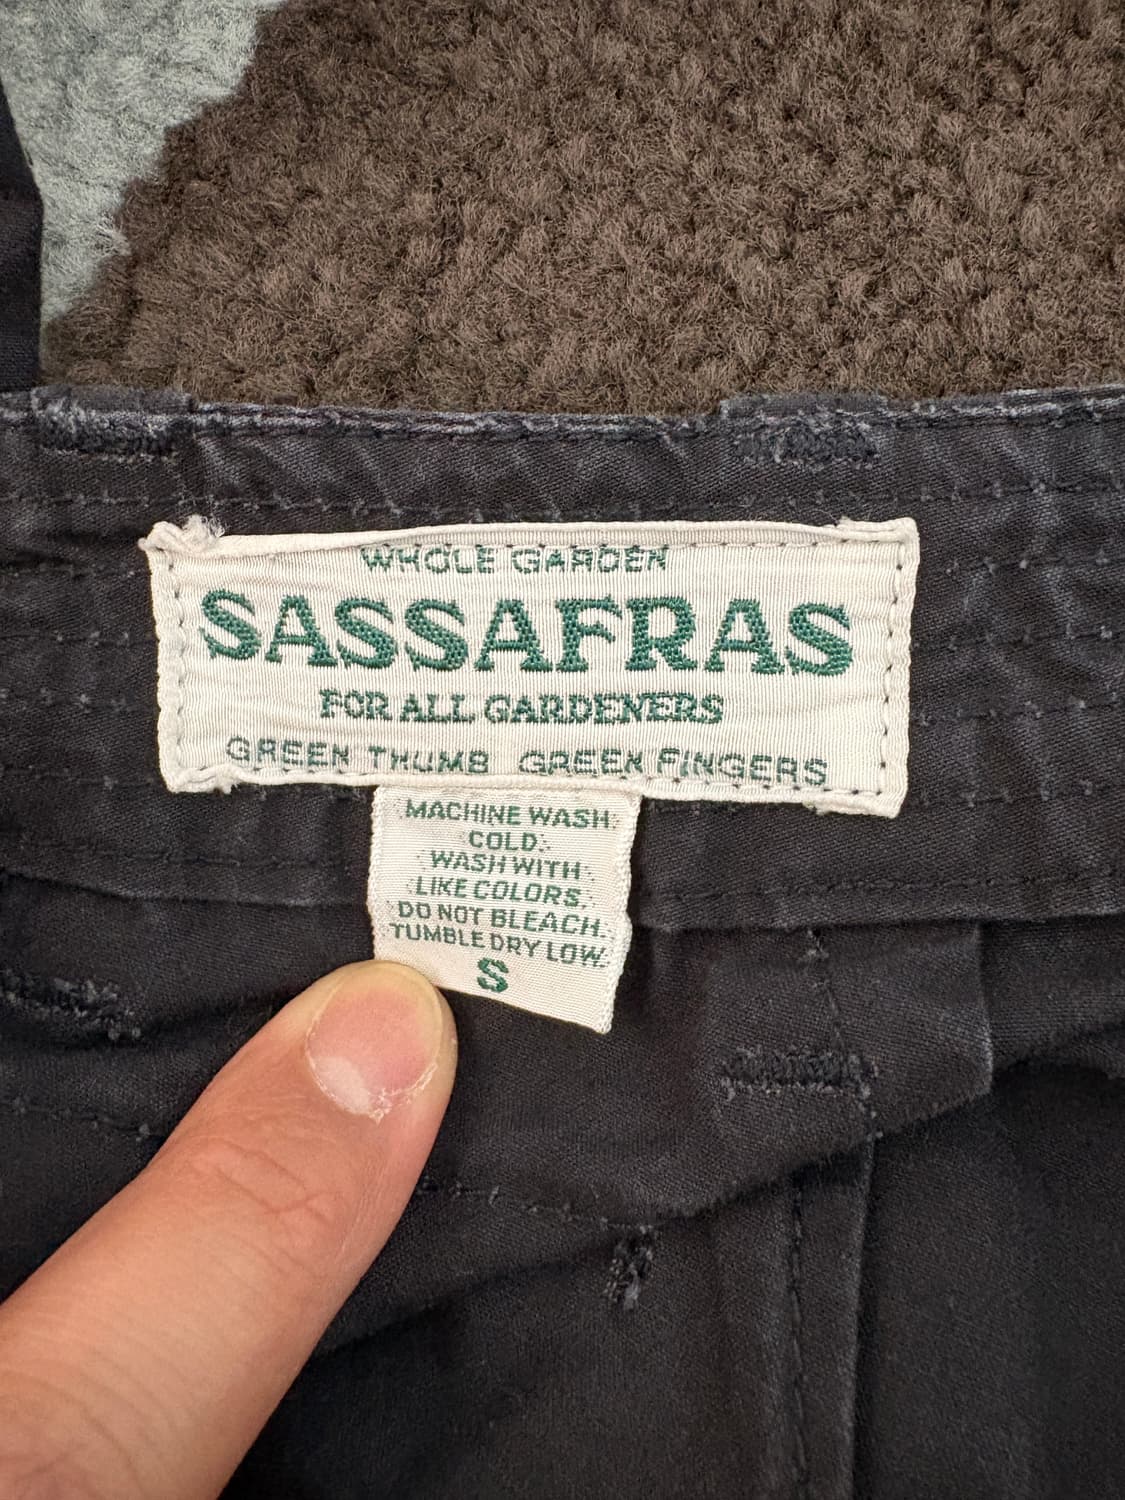 WHOLE GARDEN
SASSAFRAS
FOR ALL GARDENERS
GREEN THUMB GREEN FINGERS
MACHINE WASH
COLD.
WASH WITH
LIKE COLORS.
DO NOT BLEACH.
TUMBLE DRY LOW.
S